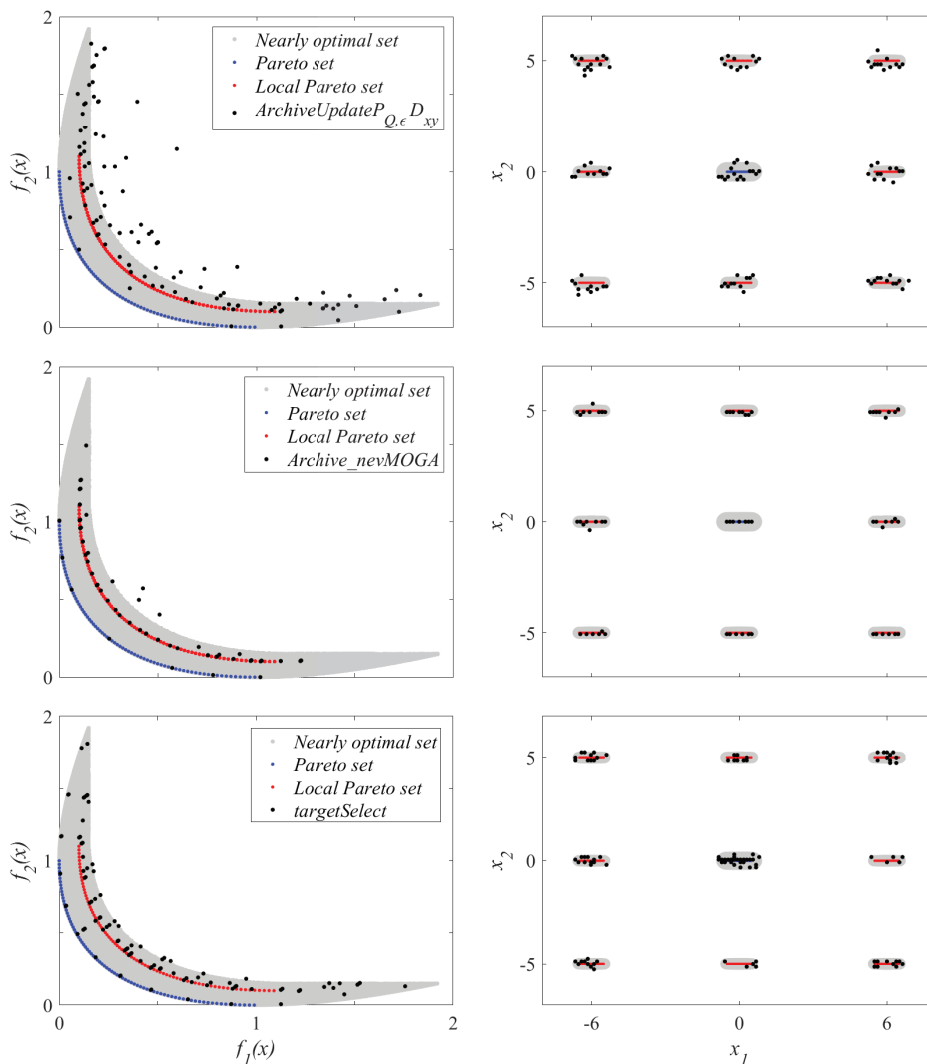 2
Nearly optimal set
Pareto set
Local Pareto set
ArchiveUpdateP_{Q,ϵ}D_{xy}
f_2(x)
1
0
x_2
5
0
-5
2
Nearly optimal set
Pareto set
Local Pareto set
Archive_nevMOGA
f_2(x)
1
0
x_2
5
0
-5
2
Nearly optimal set
Pareto set
Local Pareto set
targetSelect
f_2(x)
1
0
0 1 2
f_1(x)
x_2
5
0
-5
-6 0 6
x_1